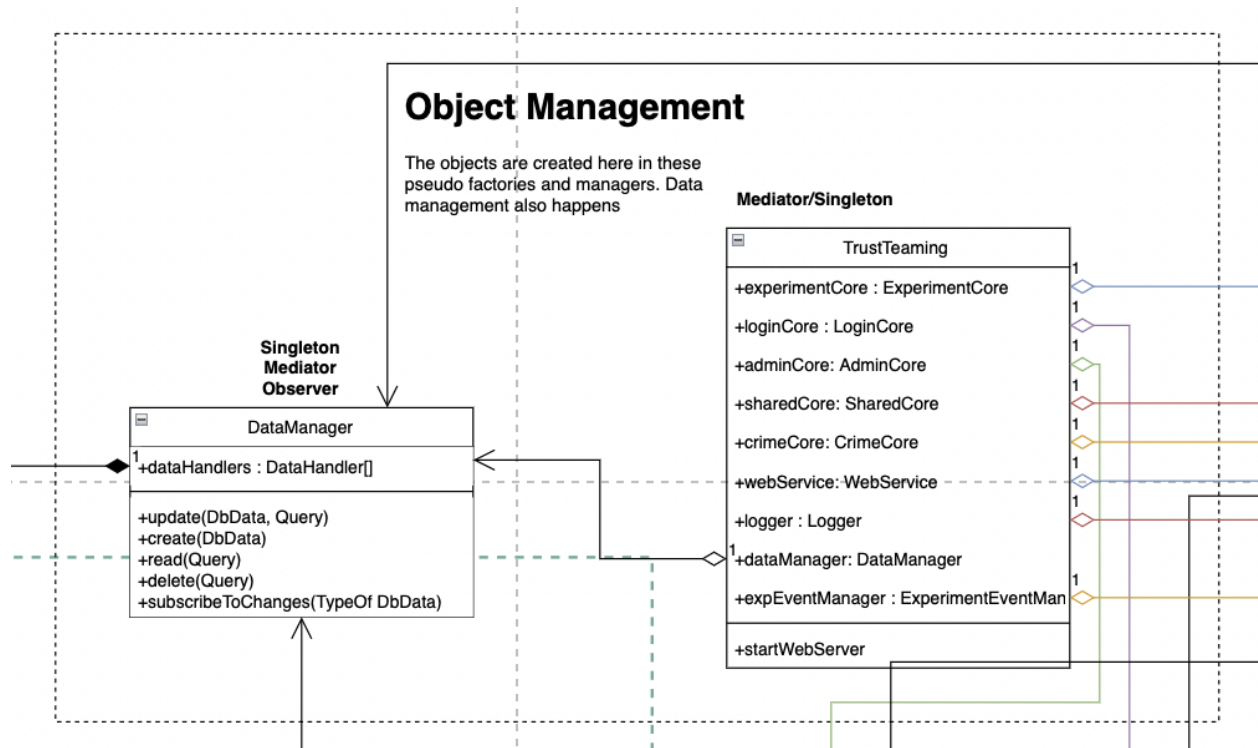 Object Management
The objects are created here in these
pseudo factories and managers. Data
management also happens
Mediator/Singleton
TrustTeaming
+experimentCore : ExperimentCore
1
+loginCore : LoginCore
1
+adminCore: AdminCore
1
+sharedCore: SharedCore
1
+crimeCore: CrimeCore
1
+webService: WebService
1
+logger : Logger
1
1
+dataManager: DataManager
+expEventManager : ExperimentEventMan
1
+startWebServer
Singleton
Mediator
Observer
DataManager
1
+dataHandlers : DataHandler[]
+update(DbData, Query)
+create(DbData)
+read(Query)
+delete(Query)
+subscribeToChanges(TypeOf DbData)